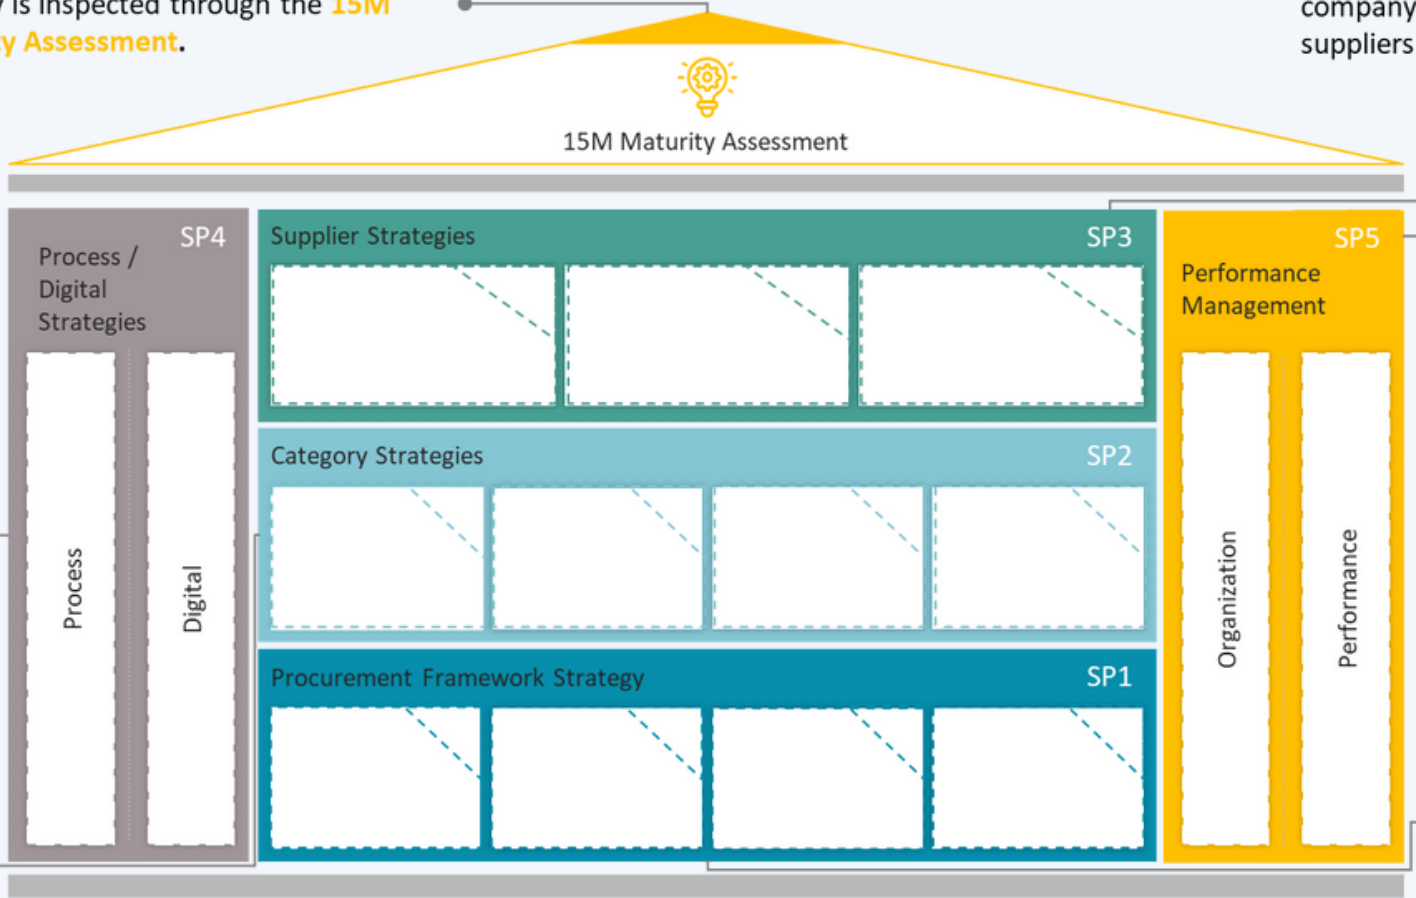 is inspected through the 15M
Assessment.
company
suppliers
15M Maturity Assessment
SP4
Process /
Digital
Strategies
Process
Digital
Supplier Strategies
SP3
Category Strategies
SP2
Procurement Framework Strategy
SP1
SP5
Performance
Management
Organization
Performance